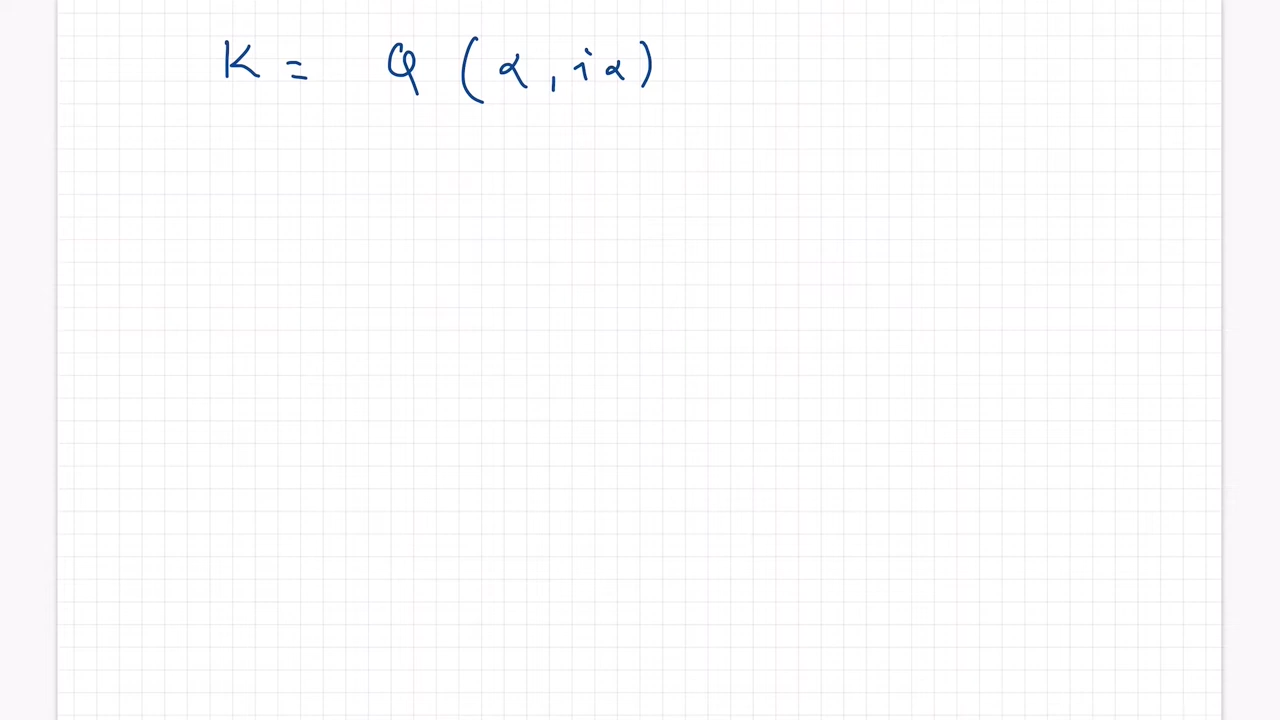 K = Q (α, iα)